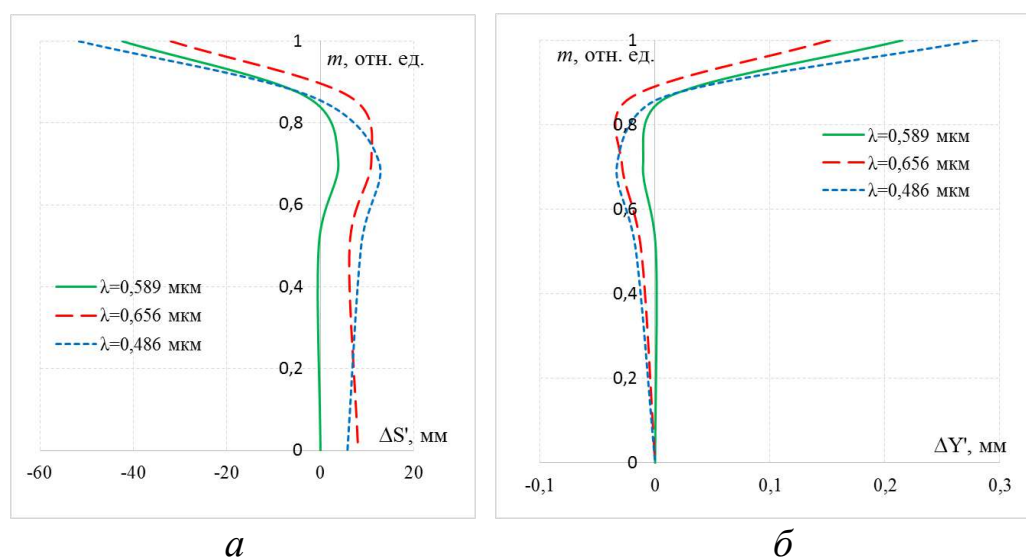 1
m, отн. ед.
0,8
0,6
0,4
0,2
0
λ=0,589 мкм
λ=0,656 мкм
λ=0,486 мкм
ΔS', мм
-60
-40
-20
0
20
а
1
m, отн. ед.
0,8
0,6
0,4
0,2
0
λ=0,589 мкм
λ=0,656 мкм
λ=0,486 мкм
ΔY', мм
-0,1
0
0,1
0,2
0,3
б